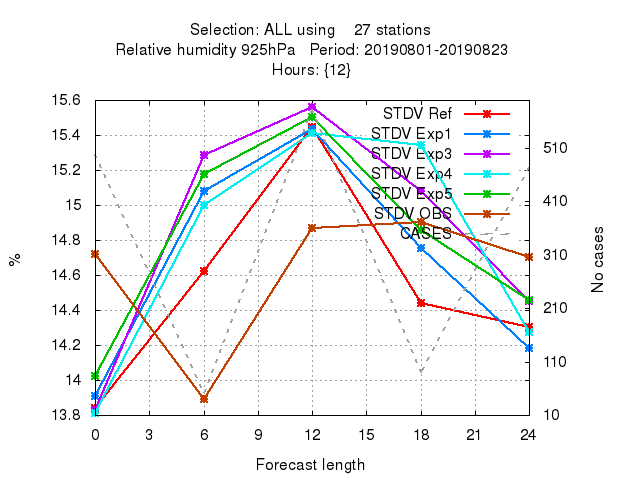 Selection: ALL using    27 stations
Relative humidity 925hPa   Period: 20190801-20190823
Hours: {12}
15.6
15.4
15.2
15
14.8
14.6
14.4
14.2
14
13.8
%
STDV Ref
STDV Exp1
STDV Exp3
STDV Exp4
STDV Exp5
STDV OBS
CASES
510
410
310
210
110
10
No cases
0 3 6 9 12 15 18 21 24
Forecast length